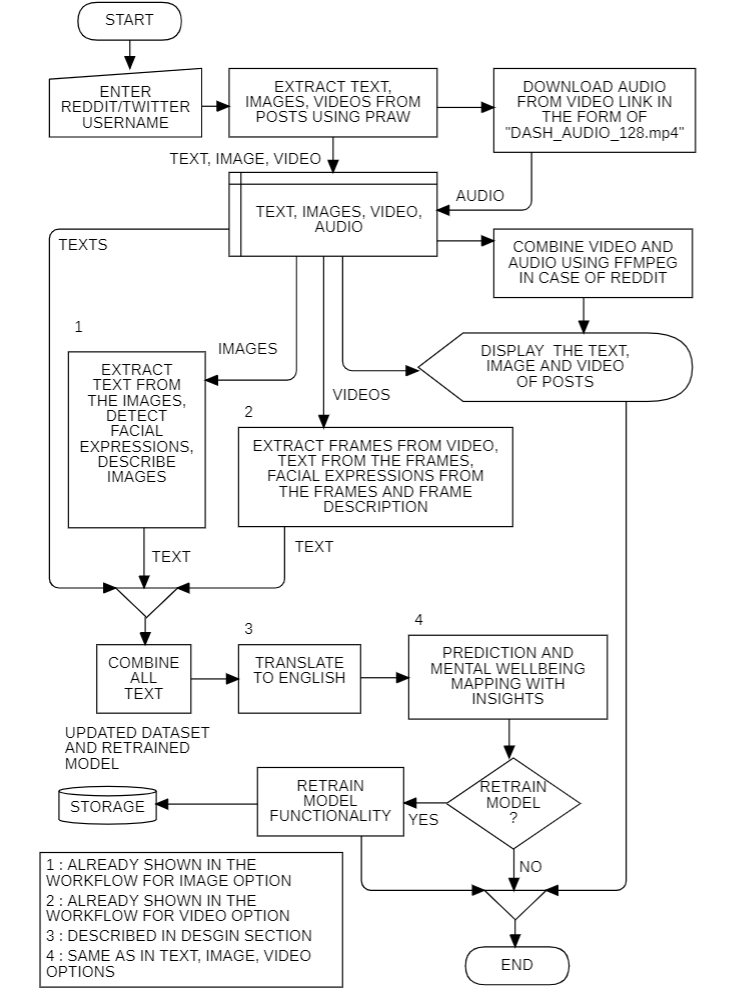 START
ENTER
REDDIT/TWITTER
USERNAME
EXTRACT TEXT,
IMAGES, VIDEOS FROM
POSTS USING PRAW
DOWNLOAD AUDIO
FROM VIDEO LINK IN
THE FORM OF
"DASH_AUDIO_128.mp4"
TEXT, IMAGE, VIDEO
AUDIO
TEXT, IMAGES, VIDEO,
AUDIO
TEXTS
COMBINE VIDEO AND
AUDIO USING FFMPEG
IN CASE OF REDDIT
1
IMAGES
DISPLAY THE TEXT,
IMAGE AND VIDEO
OF POSTS
EXTRACT
TEXT FROM
THE IMAGES,
DETECT
FACIAL
EXPRESSIONS,
DESCRIBE
IMAGES
VIDEOS
2
EXTRACT FRAMES FROM VIDEO,
TEXT FROM THE FRAMES,
FACIAL EXPRESSIONS FROM
THE FRAMES AND FRAME
DESCRIPTION
TEXT
TEXT
COMBINE
ALL
TEXT
3
TRANSLATE
TO ENGLISH
4
PREDICTION AND
MENTAL WELLBEING
MAPPING WITH
INSIGHTS
UPDATED DATASET
AND RETRAINED
MODEL
STORAGE
RETRAIN
MODEL
FUNCTIONALITY
YES
RETRAIN
MODEL
?
NO
1 : ALREADY SHOWN IN THE
WORKFLOW FOR IMAGE OPTION
2 : ALREADY SHOWN IN THE
WORKFLOW FOR VIDEO OPTION
3 : DESCRIBED IN DESGIN SECTION
4 : SAME AS IN TEXT, IMAGE, VIDEO
OPTIONS
END